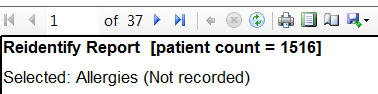 1 of 37
Reidentify Report [patient count = 1516]
Selected: Allergies (Not recorded)